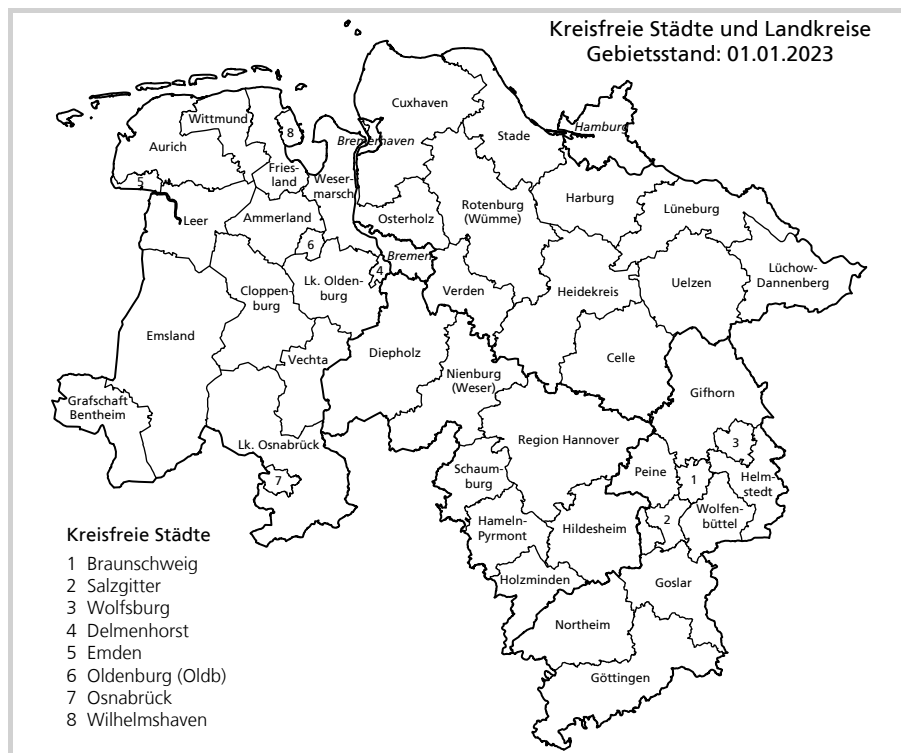 Kreisfreie Städte und Landkreise
Gebietsstand: 01.01.2023
Cuxhaven
Wittmund
8
Bremerhaven
Stade
Hamburg
Aurich
Fries-
land
Weser-
marsch
5
Leer
Ammerland
Osterholz
Rotenburg
(Wümme)
Harburg
Lüneburg
6
Bremen
4
Lk. Olden-
burg
Cloppen-
burg
Verden
Heidekreis
Uelzen
Lüchow-
Dannenberg
Emsland
Vechta
Diepholz
Nienburg
(Weser)
Celle
Gifhorn
Grafschaft
Bentheim
Lk. Osnabrück
Region Hannover
3
7
Schaum-
burg
Peine
1
Helm-
stedt
Hameln-
Pyrmont
Hildesheim
2
Wolfen-
büttel
Holzminden
Goslar
Northeim
Göttingen
Kreisfreie Städte
1 Braunschweig
2 Salzgitter
3 Wolfsburg
4 Delmenhorst
5 Emden
6 Oldenburg (Oldb)
7 Osnabrück
8 Wilhelmshaven